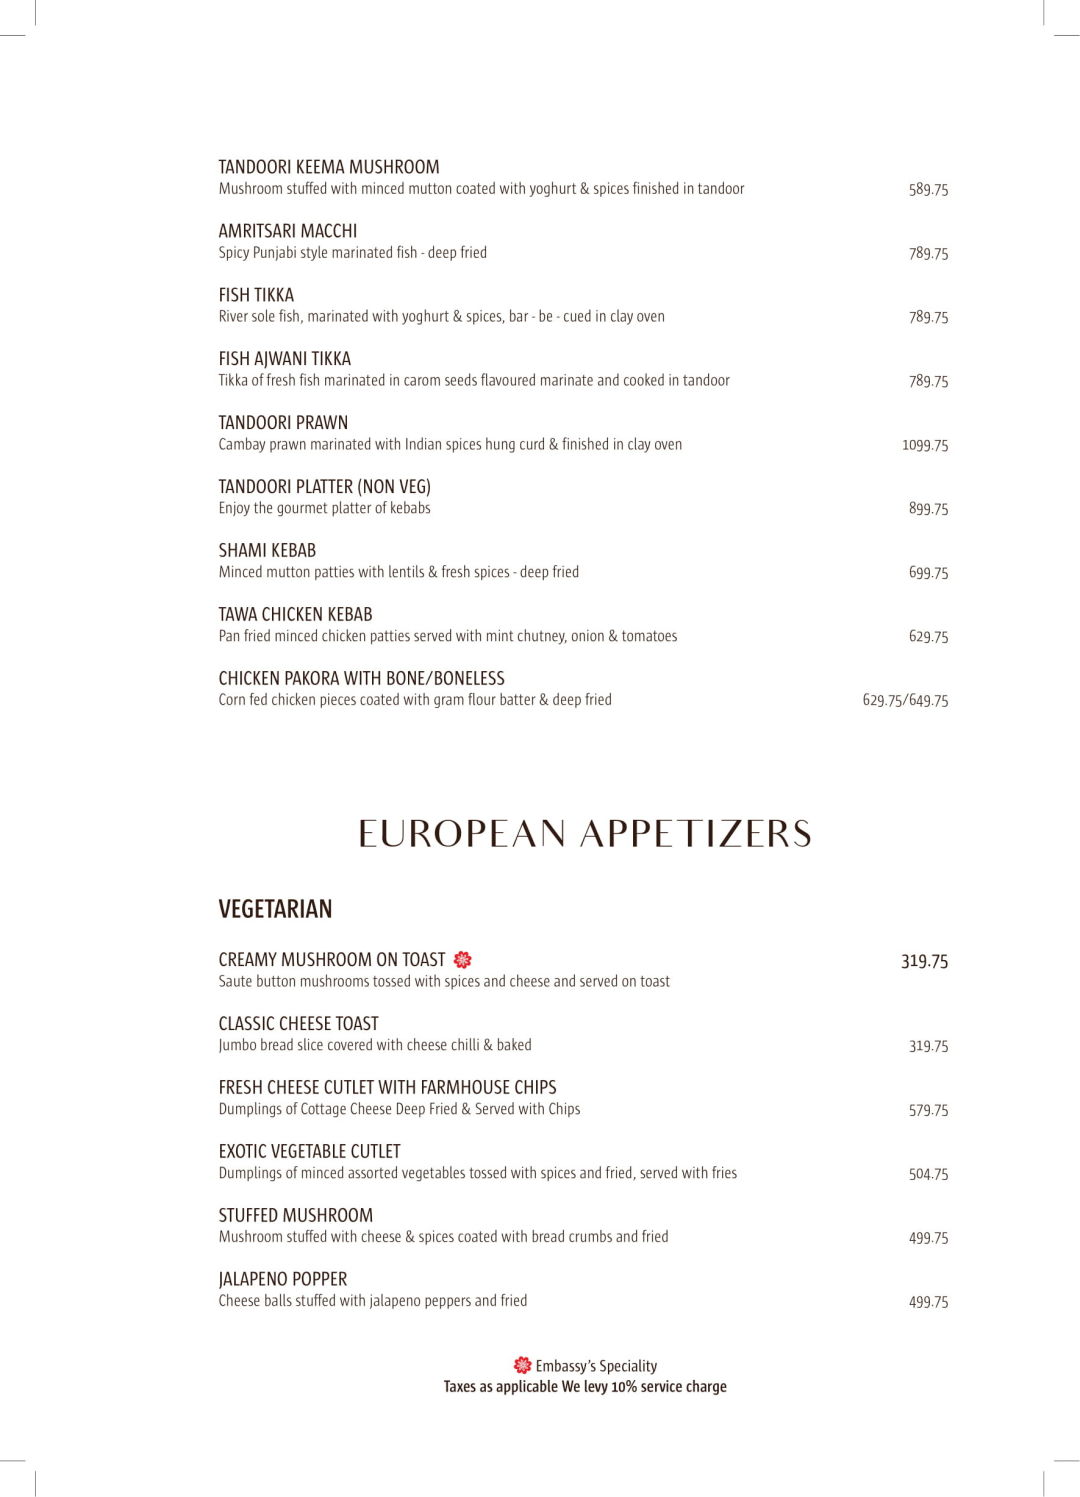 TANDOORI KEEMA MUSHROOM
Mushroom stuffed with minced mutton coated with yoghurt & spices finished in tandoor 589.75
AMRITSARI MACCHI
Spicy Punjabi style marinated fish - deep fried 789.75
FISH TIKKA
River sole fish, marinated with yoghurt & spices, bar - be - cued in clay oven 789.75
FISH AJWANI TIKKA
Tikka of fresh fish marinated in carom seeds flavoured marinate and cooked in tandoor 789.75
TANDOORI PRAWN
Cambay prawn marinated with Indian spices hung curd & finished in clay oven 1099.75
TANDOORI PLATTER (NON VEG)
Enjoy the gourmet platter of kebabs 899.75
SHAMI KEBAB
Minced mutton patties with lentils & fresh spices - deep fried 699.75
TAWA CHICKEN KEBAB
Pan fried minced chicken patties served with mint chutney, onion & tomatoes 629.75
CHICKEN PAKORA WITH BONE/BONELESS
Corn fed chicken pieces coated with gram flour batter & deep fried 629.75/649.75
EUROPEAN APPETIZERS
VEGETARIAN
CREAMY MUSHROOM ON TOAST 319.75
Saute button mushrooms tossed with spices and cheese and served on toast
CLASSIC CHEESE TOAST
Jumbo bread slice covered with cheese chilli & baked 319.75
FRESH CHEESE CUTLET WITH FARMHOUSE CHIPS
Dumplings of Cottage Cheese Deep Fried & Served with Chips 579.75
EXOTIC VEGETABLE CUTLET
Dumplings of minced assorted vegetables tossed with spices and fried, served with fries 504.75
STUFFED MUSHROOM
Mushroom stuffed with cheese & spices coated with bread crumbs and fried 499.75
JALAPENO POPPER
Cheese balls stuffed with jalapeno peppers and fried 499.75
Embassy's Speciality
Taxes as applicable We levy 10% service charge